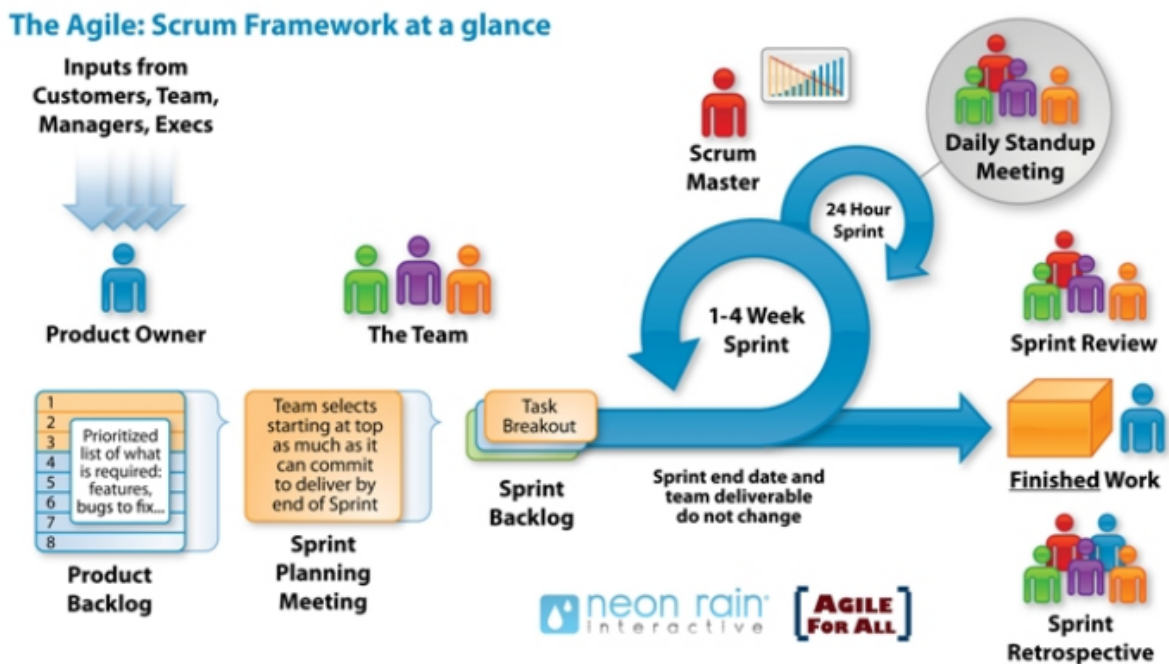 The Agile: Scrum Framework at a glance
Inputs from
Customers, Team,
Managers, Execs
Product Owner
The Team
Scrum
Master
24 Hour
Sprint
Daily Standup
Meeting
1-4 Week
Sprint
Sprint Review
1
2
3
4
5
6
7
8
Prioritized
list of what
is required:
features,
bugs to fix...
Product
Backlog
Team selects
starting at top
as much as it
can commit
to deliver by
end of Sprint
Sprint
Planning
Meeting
Task
Breakout
Sprint
Backlog
Sprint end date and
team deliverable
do not change
Finished Work
Sprint
Retrospective
neon rain
interactive
AGILE
FOR ALL